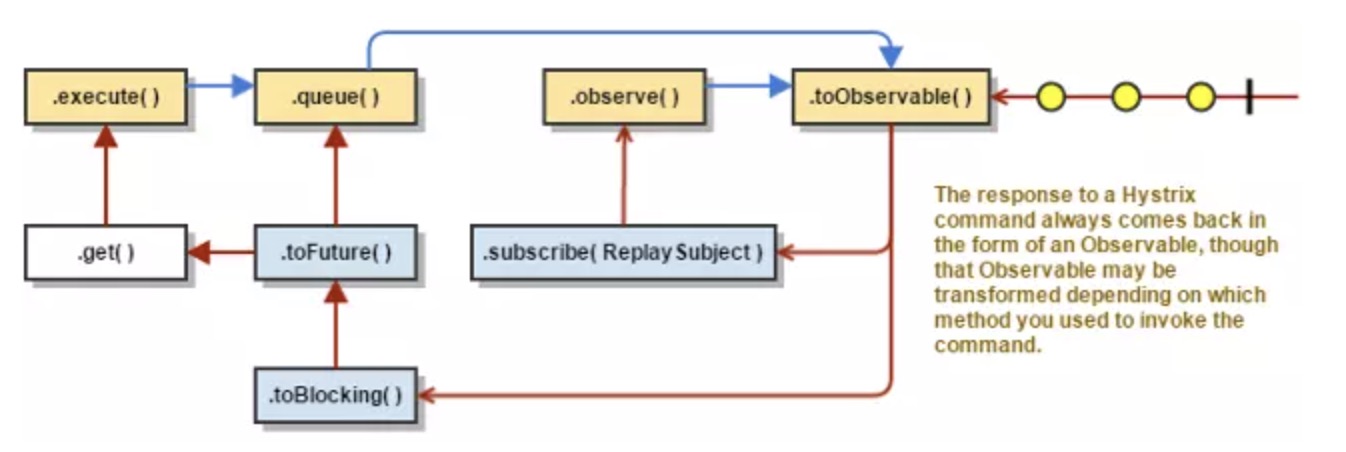 .execute( )
.queue( )
.observe( )
.toObservable( )
.get( )
.toFuture( )
.subscribe( ReplaySubject )
.toBlocking( )
The response to a Hystrix
command always comes back in
the form of an Observable, though
that Observable may be
transformed depending on which
method you used to invoke the
command.